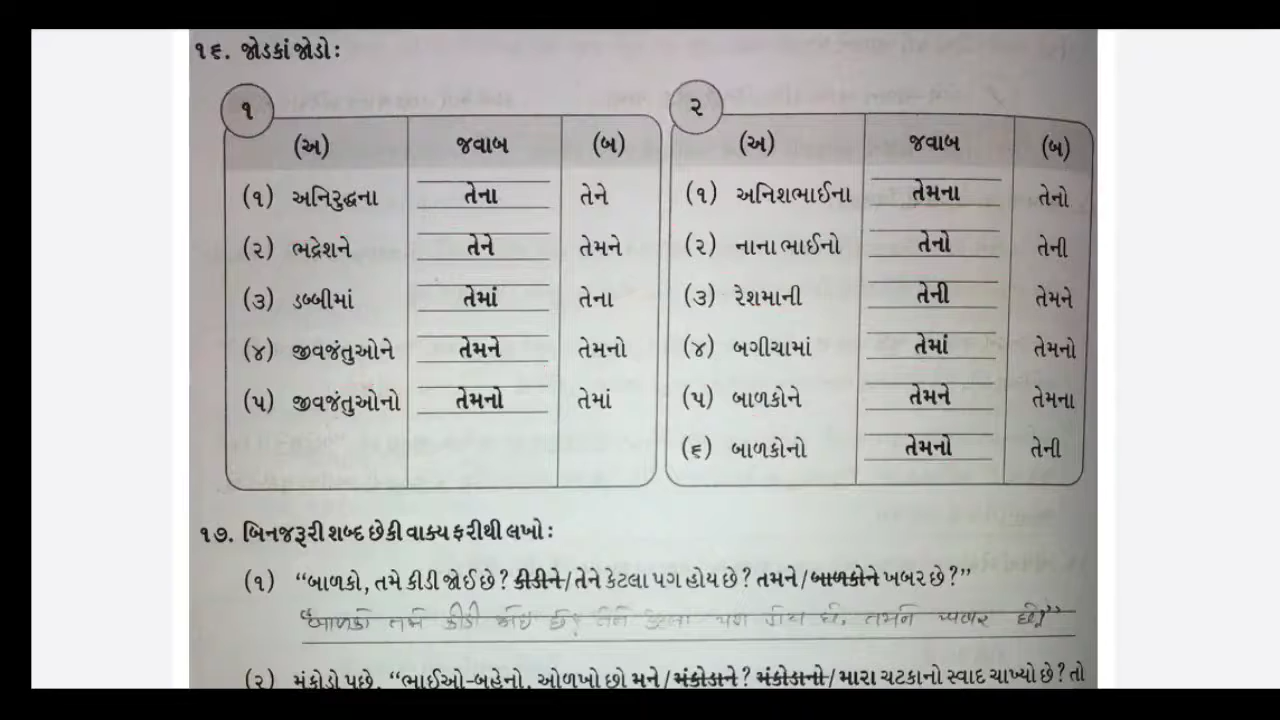 ૧૬. જોડકાં જોડો:
૧
(અ) જવાબ (બ)
(૧) અનિરુદ્ધના તેના તેને
(૨) ભદ્રેશને તેને તેમને
(૩) ડબ્બીમાં તેમાં તેના
(૪) જીવજંતુઓને તેમને તેમનો
(૫) જીવજંતુઓનો તેમનો તેમાં
૨
(અ) જવાબ (બ)
(૧) અનિશભાઈના તેમના તેનો
(૨) નાના ભાઈનો તેનો તેની
(૩) રેશમાની તેની તેમને
(૪) બગીચામાં તેમાં તેમનો
(૫) બાળકોને તેમને તેમના
(૬) બાળકોનો તેમનો તેની
૧૭. બિનજરૂરી શબ્દ છેકી વાક્ય ફરીથી લખો:
(૧) “બાળકો, તમે કીડી જોઈ છે? કીડીને/તેને કેટલા પગ હોય છે? તમને/બાળકોને ખબર છે?”
“બાળકો તમે કીડી જોઇ છે? તેને કેટલા પગ હોય છે. તમને ખબર છે?”
(૨) મંકોડો પૂછે, “ભાઈઓ-બહેનો, ઓળખો છો મને/મંકોડાને? મંકોડાનો/મારા ચટકાનો સ્વાદ ચાખ્યો છે? તો